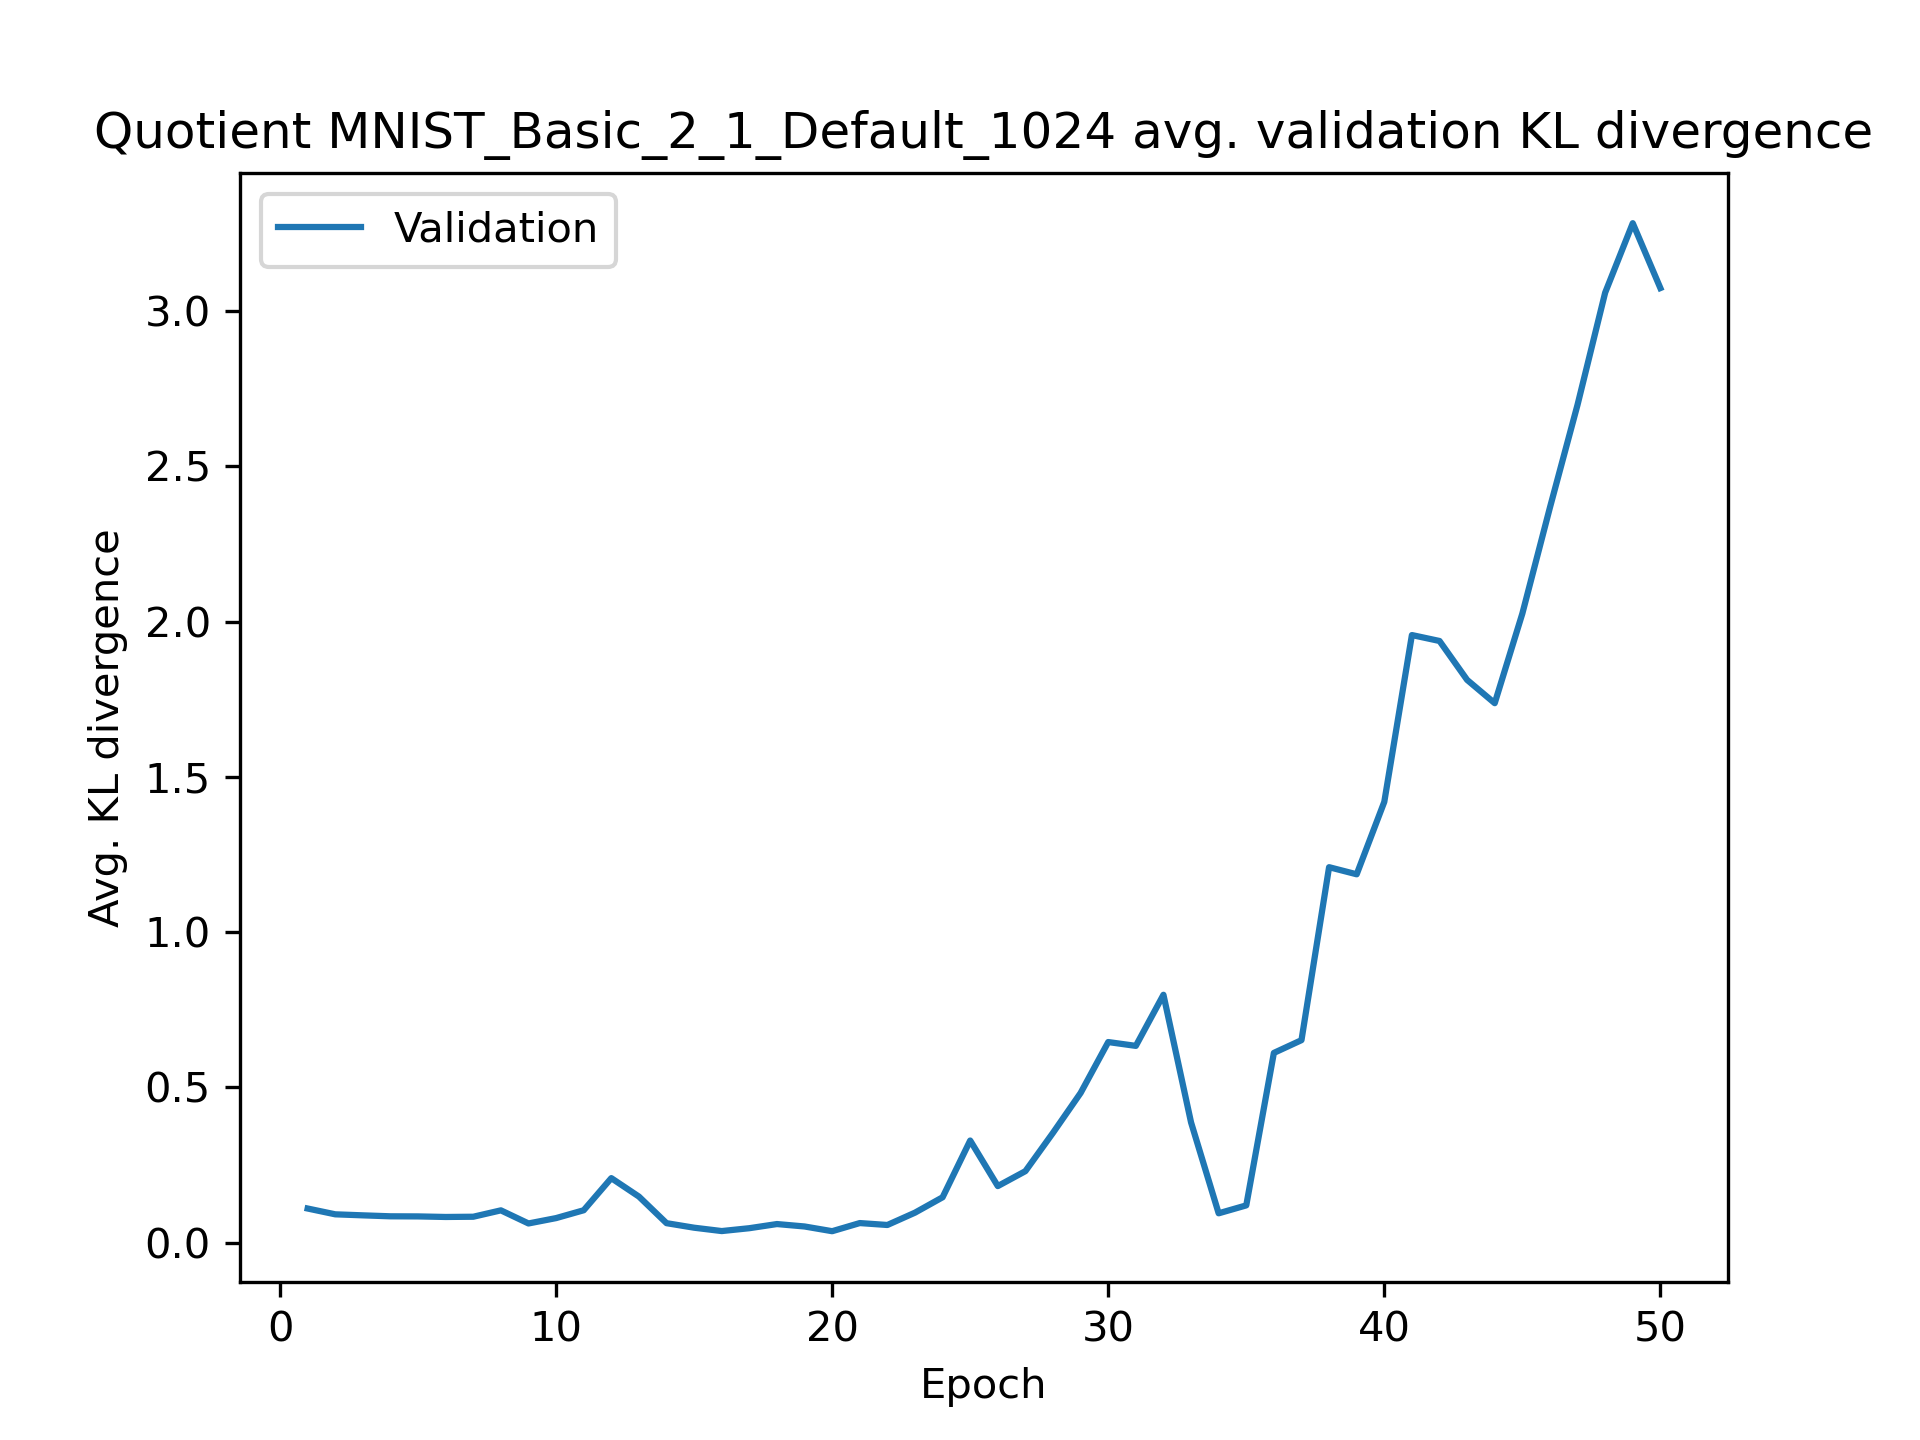 Quotient MNIST_Basic_2_1_Default_1024 avg. validation KL divergence
Validation
Avg. KL divergence
3.0
2.5
2.0
1.5
1.0
0.5
0.0
0 10 20 30 40 50
Epoch